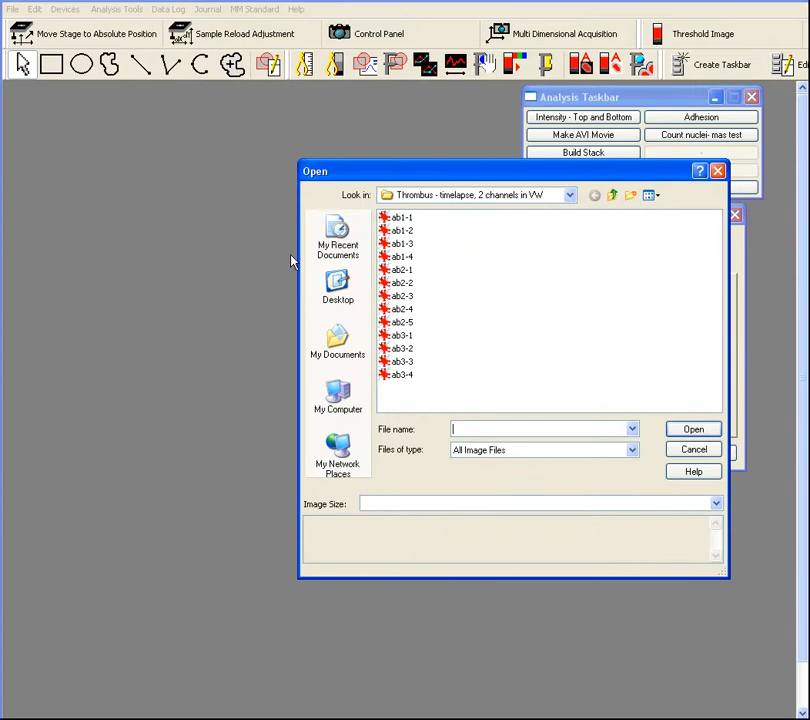 File Edit Devices Analysis Tools Data Log Journal MM Standard Help
Move Stage to Absolute Position Sample Reload Adjustment Control Panel Multi Dimensional Acquisition Threshold Image
Create Taskbar Edi
Analysis Taskbar
Intensity - Top and Bottom Adhesion
Make AVI Movie Count nuclei- mas test
Build Stack
Open
Look in: Thrombus - timelapse, 2 channels in VW
My Recent Documents
Desktop
My Documents
My Computer
My Network Places
ab1-1
ab1-2
ab1-3
ab1-4
ab2-1
ab2-2
ab2-3
ab2-4
ab2-5
ab3-1
ab3-2
ab3-3
ab3-4
File name: Open
Files of type: All Image Files Cancel
Help
Image Size: